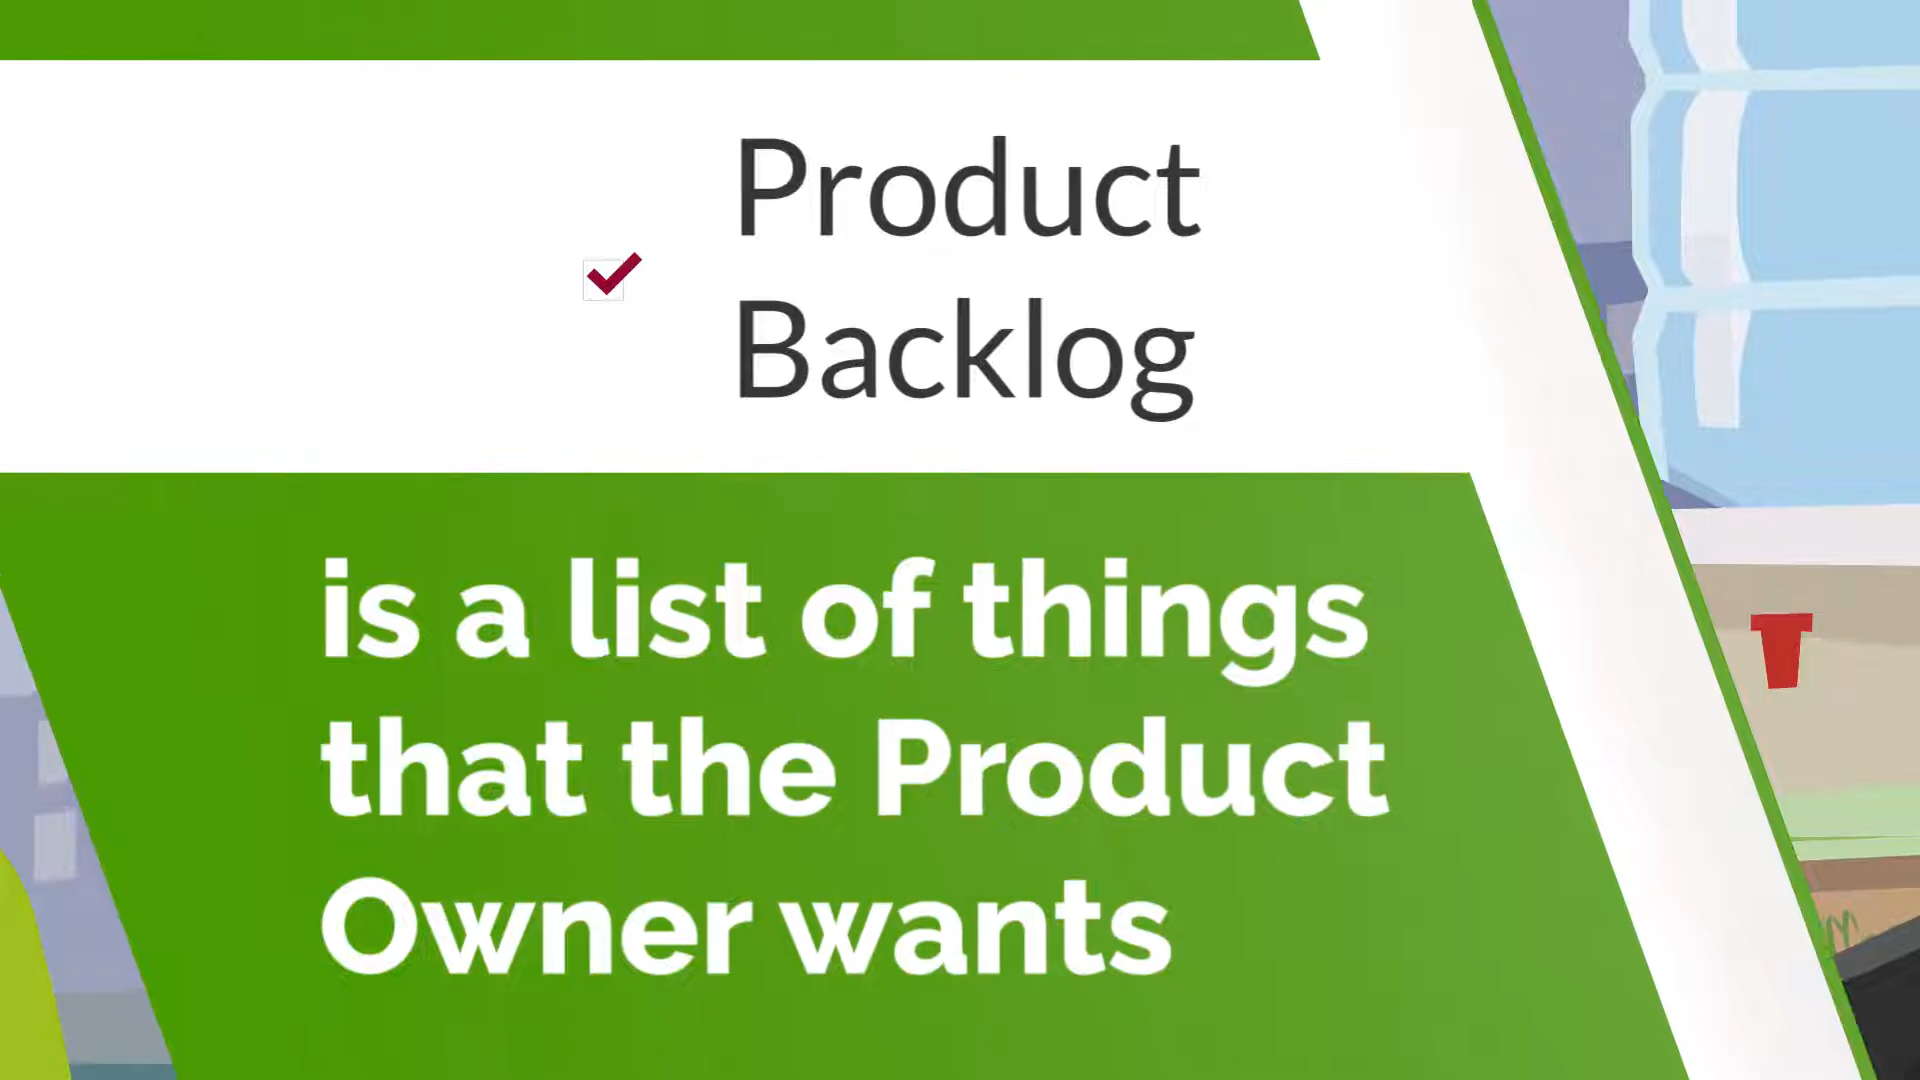 Product
Backlog
is a list of things
that the Product
Owner wants